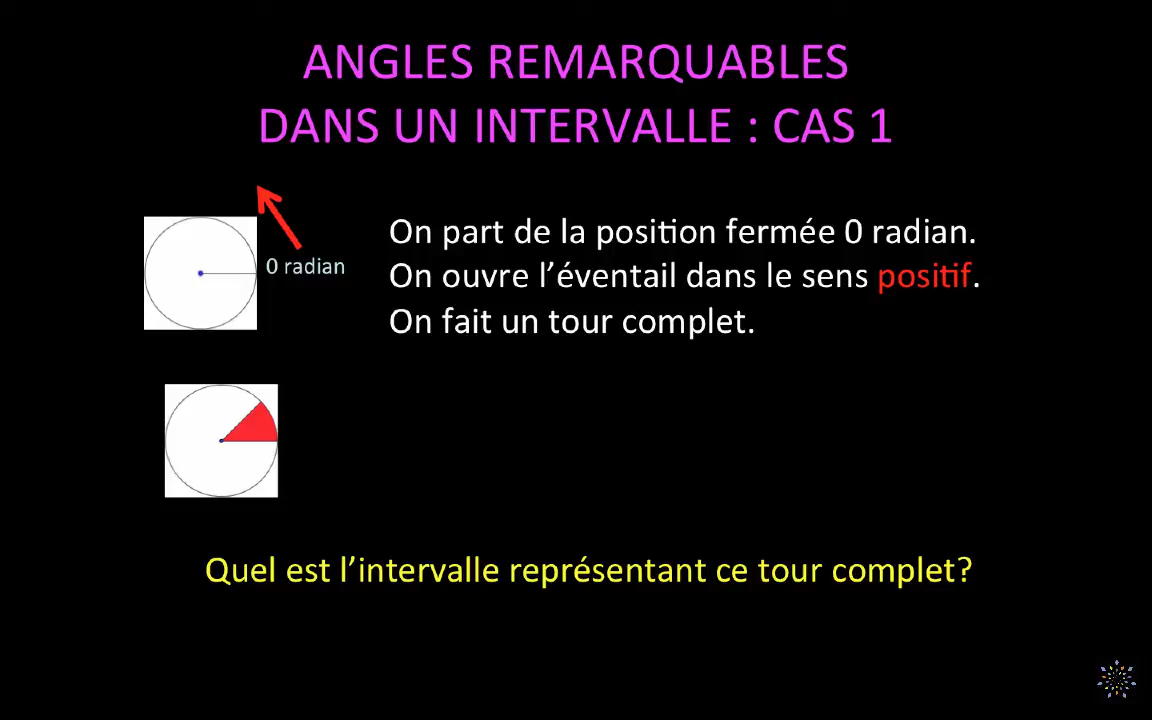 ANGLES REMARQUABLES
DANS UN INTERVALLE : CAS 1
0 radian
On part de la position fermée 0 radian.
On ouvre l’éventail dans le sens positif.
On fait un tour complet.
Quel est l’intervalle représentant ce tour complet?